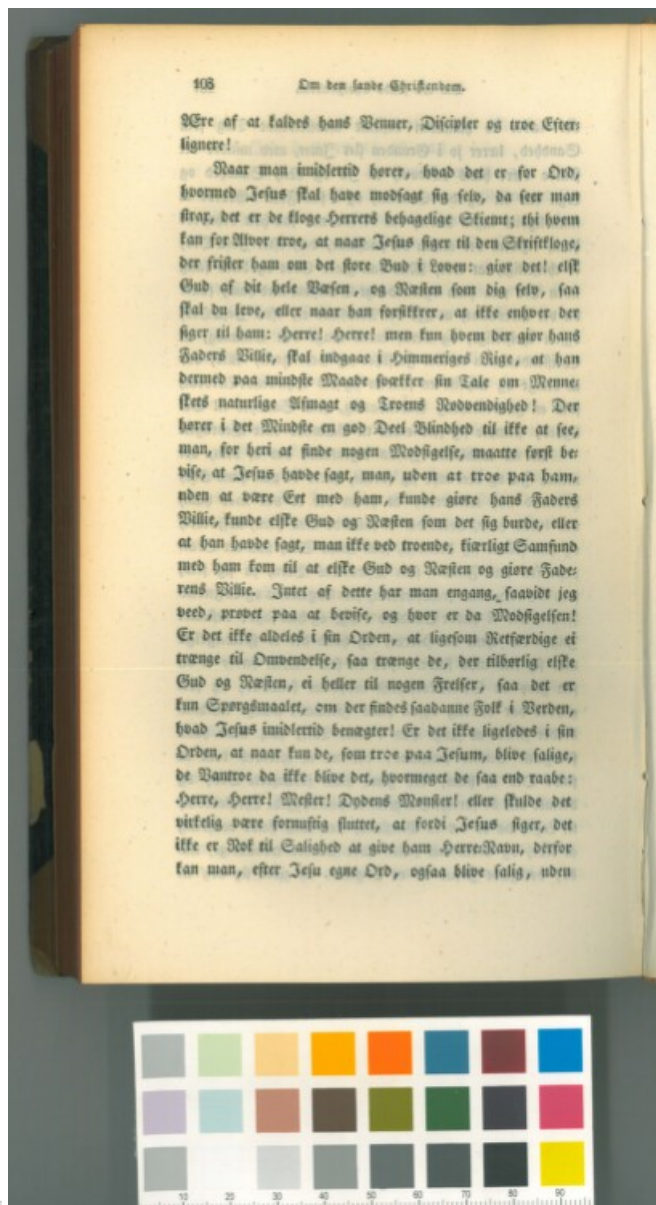 108 Om den sande Christendom.
Ære af at kaldes hans Venner, Discipler og troe Efter-
lignere!
Naar man imidlertid hører, hvad det er for Ord,
hvormed Jesus skal have modsagt sig selv, da seer man
strax, det er de kloge Herrers behagelige Skiemt; thi hvem
kan for Alvor troe, at naar Jesus siger til den Skriftkloge,
der frister ham om det store Bud i Loven: giør det! elsk
Gud af dit hele Væsen, og Næsten som dig selv, saa
skal du leve, eller naar han forsikkrer, at ikke enhver der
siger til ham: Herre! Herre! men kun hvem der giør hans
Faders Villie, skal indgaae i Himmeriges Rige, at han
dermed paa mindste Maade svækker sin Tale om Menne-
skets naturlige Afmagt og Troens Nødvendighed! Der
hører i det Mindste en god Deel Blindhed til ikke at see,
man, for heri at finde nogen Modsigelse, maatte først be-
vise, at Jesus havde sagt, man, uden at troe paa ham,
uden at være Eet med ham, kunde giøre hans Faders
Villie, kunde elske Gud og Næsten som det sig burde, eller
at han havde sagt, man ikke ved troende, kiærligt Samfund
med ham kom til at elske Gud og Næsten og giøre Fade-
rens Villie. Intet af dette har man engang, saavidt jeg
veed, prøvet paa at bevise, og hvor er da Modsigelsen!
Er det ikke aldeles i sin Orden, at ligesom Retfærdige ei
trænge til Omvendelse, saa trænge de, der tilbørlig elske
Gud og Næsten, ei heller til nogen Frelser, saa det er
kun Spørgsmaalet, om der findes saadanne Folk i Verden,
hvad Jesus imidlertid benægter! Er det ikke ligeledes i sin
Orden, at naar kun de, som troe paa Jesum, blive salige,
de Vantroe da ikke blive det, hvormeget de saa end raabe:
Herre, Herre! Mester! Dydens Mønster! eller skulde det
virkelig være fornuftig sluttet, at fordi Jesus siger, det
ikke er Nok til Salighed at give ham Herre-Navn, derfor
kan man, efter Jesu egne Ord, ogsaa blive salig, uden
10 20 30 40 50 60 70 80 90